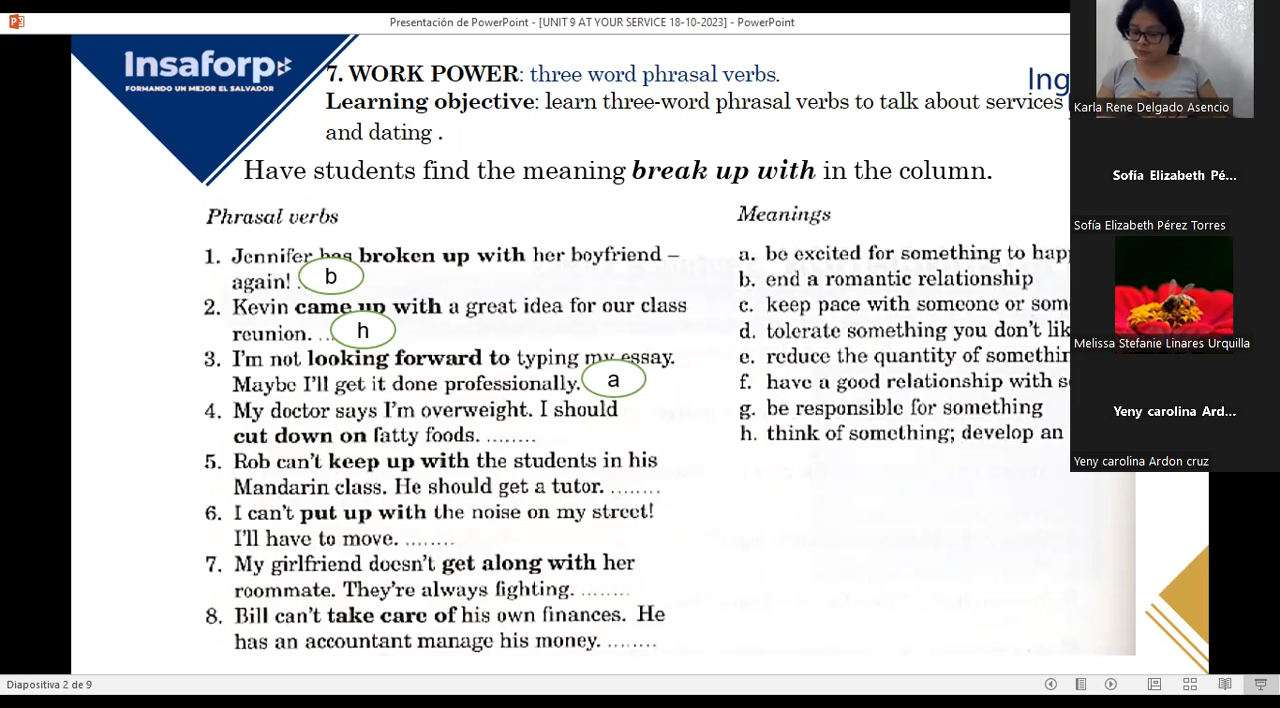 Presentación de PowerPoint - [UNIT 9 AT YOUR SERVICE 18-10-2023] - PowerPoint
Insaforp
FORMANDO UN MEJOR EL SALVADOR
7. WORK POWER: three word phrasal verbs.
Ing
Learning objective: learn three-word phrasal verbs to talk about services
and dating .
Have students find the meaning break up with in the column.
Phrasal verbs
1. Jennifer has broken up with her boyfriend –
again! b
2. Kevin came up with a great idea for our class
reunion. .. h
3. I'm not looking forward to typing my essay.
Maybe I'll get it done professionally. a
4. My doctor says I'm overweight. I should
cut down on fatty foods. ........
5. Rob can't keep up with the students in his
Mandarin class. He should get a tutor. ........
6. I can't put up with the noise on my street!
I'll have to move. ........
7. My girlfriend doesn't get along with her
roommate. They're always fighting. ........
8. Bill can't take care of his own finances. He
has an accountant manage his money. ........
Meanings
a. be excited for something to hap
b. end a romantic relationship
c. keep pace with someone or som
d. tolerate something you don't lik
e. reduce the quantity of somethin
f. have a good relationship with s
g. be responsible for something
h. think of something; develop an
Karla Rene Delgado Asencio
Sofía Elizabeth Pé...
Sofía Elizabeth Pérez Torres
Melissa Stefanie Linares Urquilla
Yeny carolina Ard...
Yeny carolina Ardon cruz
Diapositiva 2 de 9